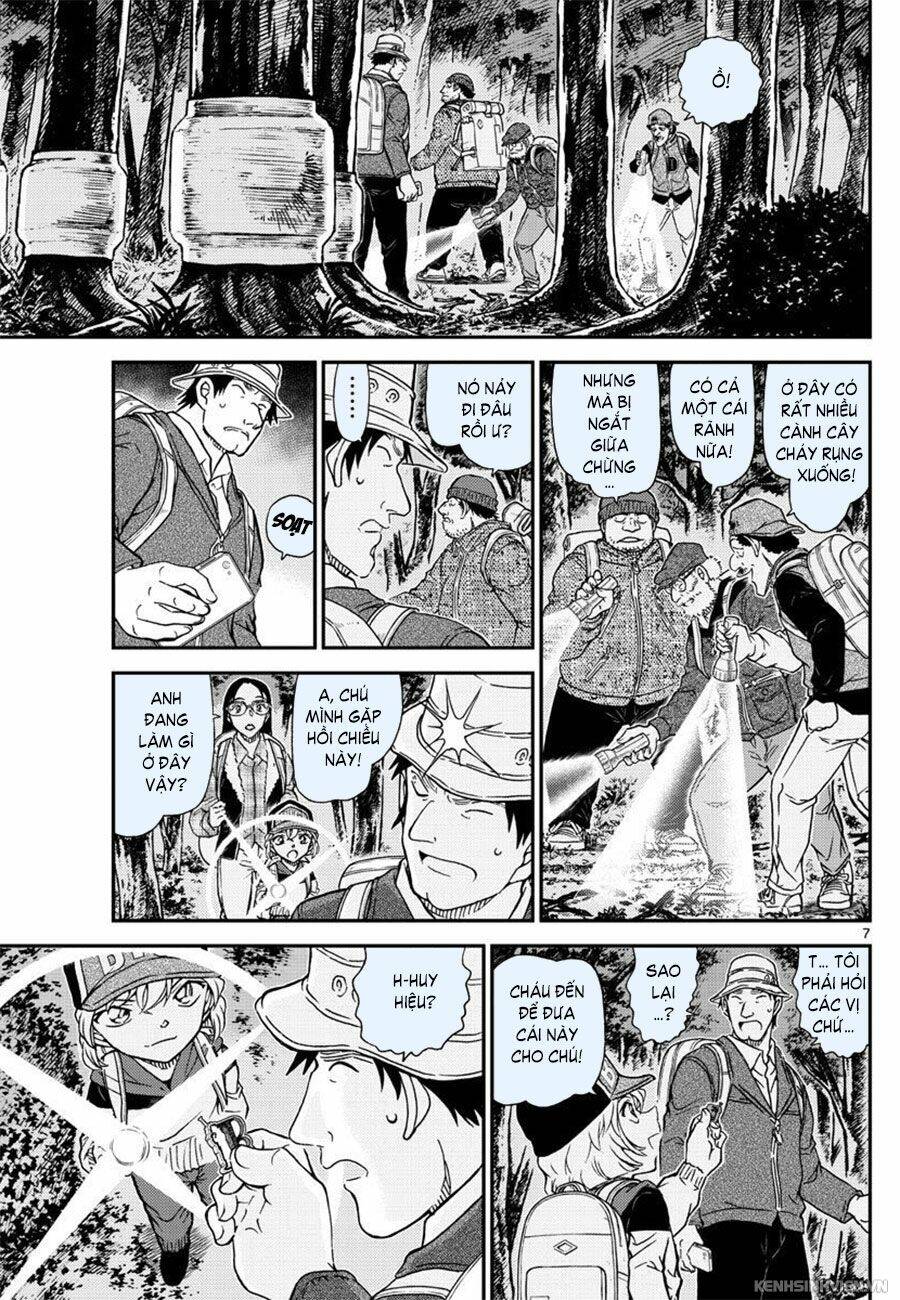 Ồ!
Ở ĐÂY CÓ
RẤT NHIỀU
CÀNH CÂY
CHÁY RỤNG
XUỐNG!
CÓ CẢ
MỘT CÁI
RÃNH
NỮA!
NHƯNG
MÀ BỊ
NGẮT
GIỮA
CHỪNG
...
NÓ NẢY
ĐI ĐÂU
RỒI Ư?
......
SOẠT
A, CHÚ
MÌNH GẶP
HỒI CHIỀU
NÀY!
ANH
ĐANG
LÀM GÌ
Ở ĐÂY
VẬY?
7
T... TÔI
PHẢI HỎI
CÁC VỊ
CHỨ...
SAO
LẠI
...?
CHÁU ĐẾN
ĐỂ ĐƯA
CÁI NÀY
CHO CHÚ!
H-HUY
HIỆU?
KENHSINHVIEN.VN